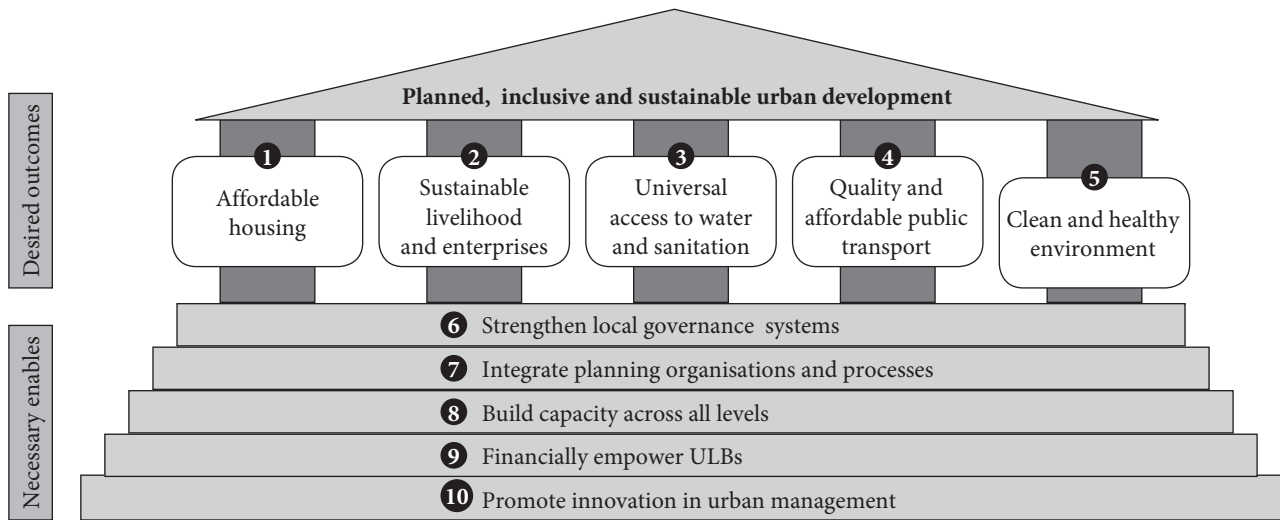 Planned, inclusive and sustainable urban development
Desired outcomes
1
Affordable
housing
2
Sustainable
livelihood
and enterprises
3
Universal
access to water
and sanitation
4
Quality and
affordable public
transport
5
Clean and healthy
environment
Necessary enables
6 Strengthen local governance systems
7 Integrate planning organisations and processes
8 Build capacity across all levels
9 Financially empower ULBs
10 Promote innovation in urban management